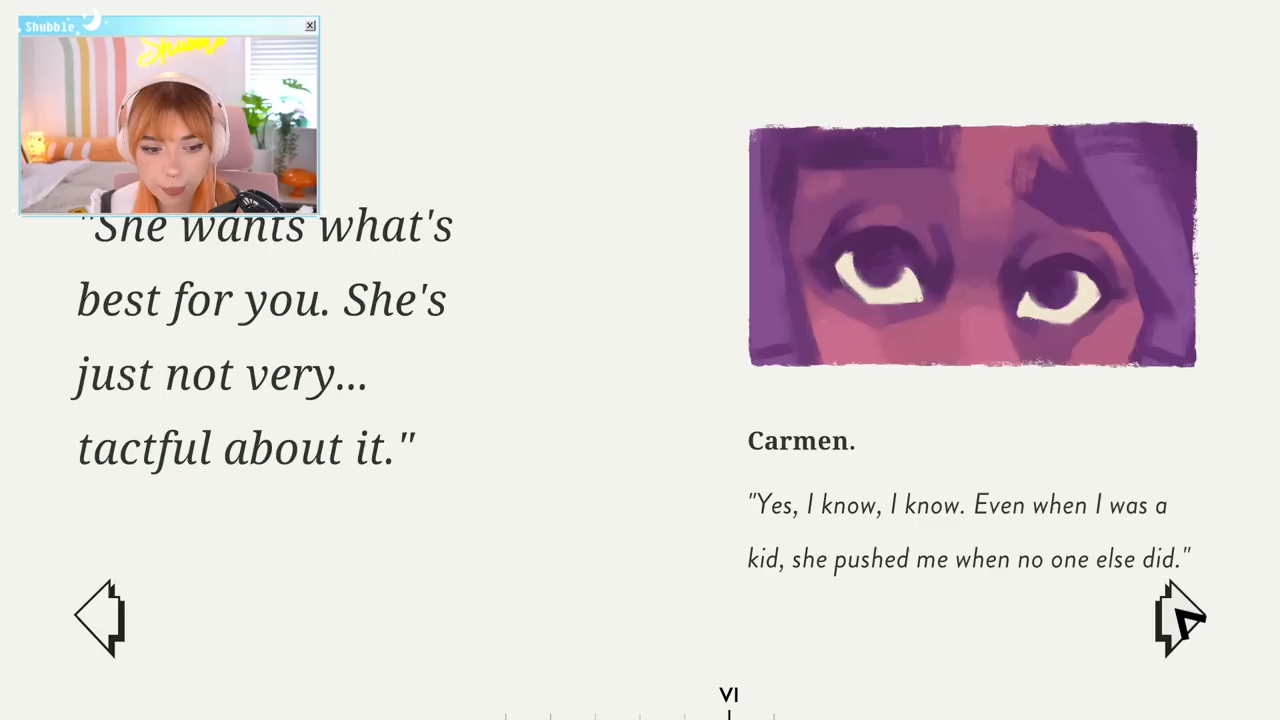 Shubble
Shubble
"She wants what's
best for you. She's
just not very...
tactful about it."
Carmen.
"Yes, I know, I know. Even when I was a
kid, she pushed me when no one else did."
VI